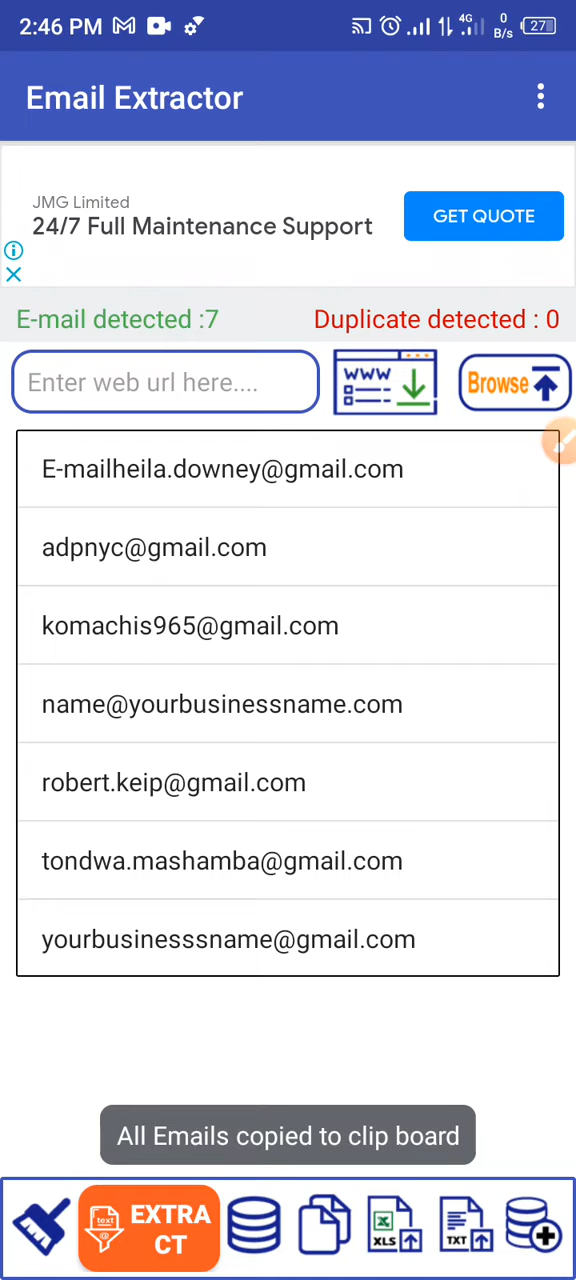 2:46 PM
4G
0 B/s
27
Email Extractor
JMG Limited
24/7 Full Maintenance Support
GET QUOTE
E-mail detected :7
Duplicate detected : 0
Enter web url here....
WWW
Browse
E-mailheila.downey@gmail.com
adpnyc@gmail.com
komachis965@gmail.com
name@yourbusinessname.com
robert.keip@gmail.com
tondwa.mashamba@gmail.com
yourbusinesssname@gmail.com
All Emails copied to clip board
text
@
EXTRA
CT
X
XLS
TXT